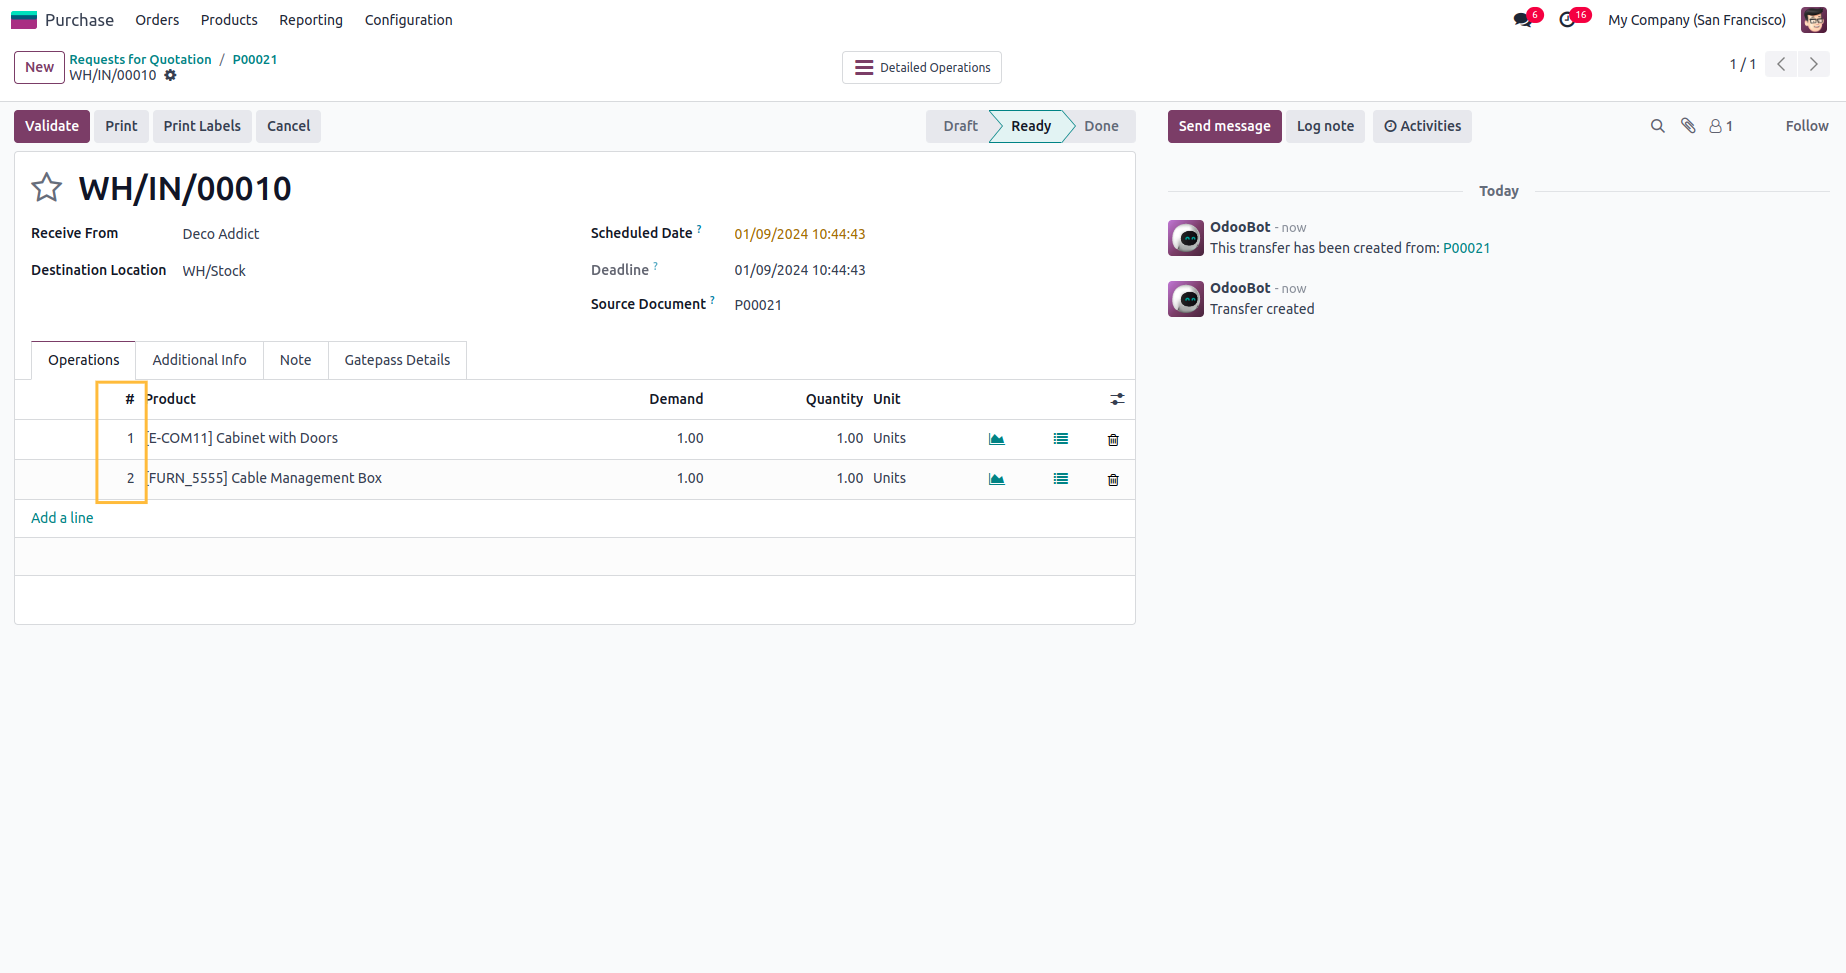 Purchase Orders Products Reporting Configuration 6 16 My Company (San Francisco)
New Requests for Quotation / P00021
WH/IN/00010
Detailed Operations
1 / 1
Validate Print Print Labels Cancel Draft Ready Done
Send message Log note Activities 1 Follow
WH/IN/00010
Receive From Deco Addict
Destination Location WH/Stock
Scheduled Date ? 01/09/2024 10:44:43
Deadline ? 01/09/2024 10:44:43
Source Document ? P00021
Operations Additional Info Note Gatepass Details
# Product Demand Quantity Unit
1 [E-COM11] Cabinet with Doors 1.00 1.00 Units
2 [FURN_5555] Cable Management Box 1.00 1.00 Units
Add a line
Today
OdooBot - now
This transfer has been created from: P00021
OdooBot - now
Transfer created